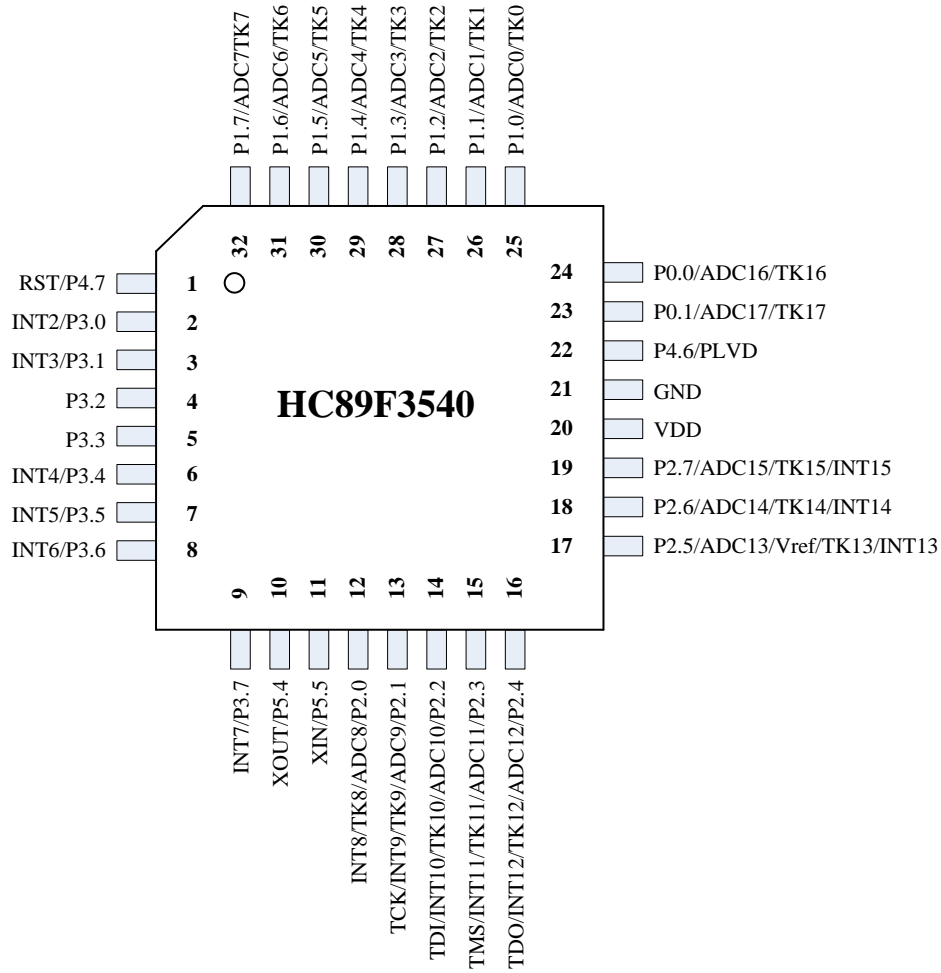 P1.7/ADC7TK7
P1.6/ADC6/TK6
P1.5/ADC5/TK5
P1.4/ADC4/TK4
P1.3/ADC3/TK3
P1.2/ADC2/TK2
P1.1/ADC1/TK1
P1.0/ADC0/TK0
32
31
30
29
28
27
26
25
RST/P4.7 1
INT2/P3.0 2
INT3/P3.1 3
P3.2 4
P3.3 5
INT4/P3.4 6
INT5/P3.5 7
INT6/P3.6 8
HC89F3540
24 P0.0/ADC16/TK16
23 P0.1/ADC17/TK17
22 P4.6/PLVD
21 GND
20 VDD
19 P2.7/ADC15/TK15/INT15
18 P2.6/ADC14/TK14/INT14
17 P2.5/ADC13/Vref/TK13/INT13
9
10
11
12
13
14
15
16
INT7/P3.7
XOUT/P5.4
XIN/P5.5
INT8/TK8/ADC8/P2.0
TCK/INT9/TK9/ADC9/P2.1
TDI/INT10/TK10/ADC10/P2.2
TMS/INT11/TK11/ADC11/P2.3
TDO/INT12/TK12/ADC12/P2.4